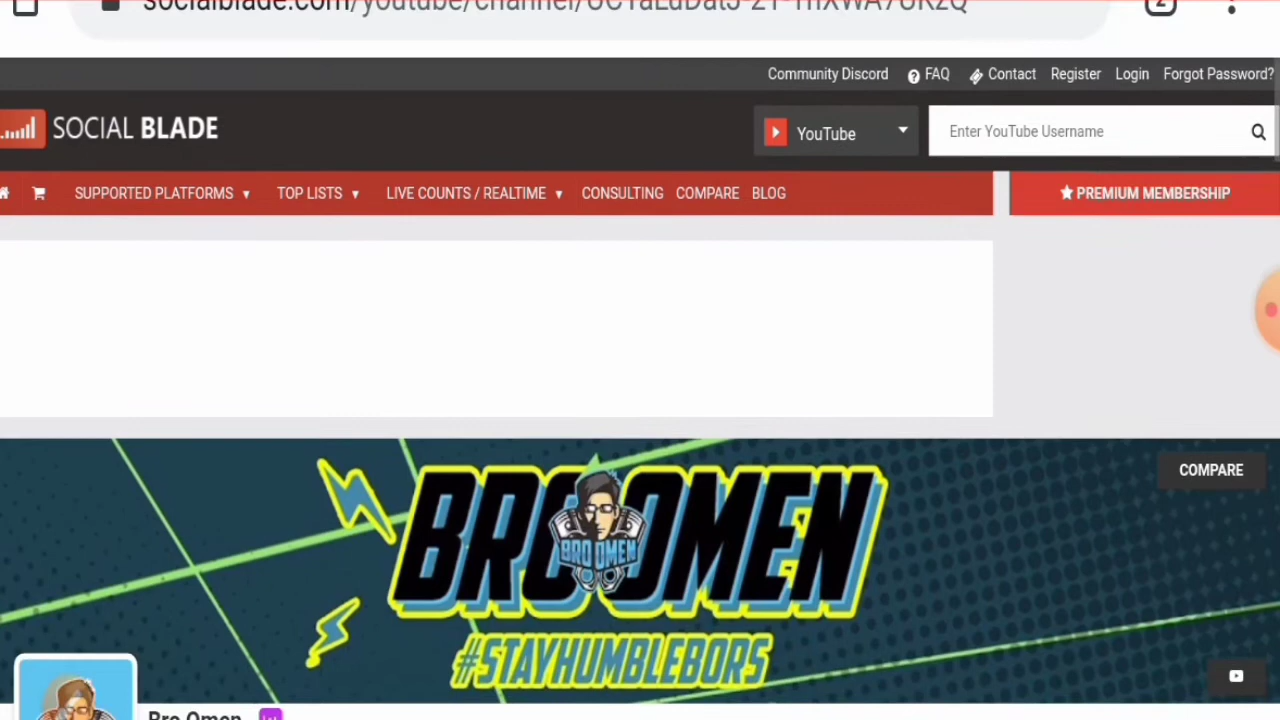 Community Discord FAQ Contact Register Login Forgot Password?
SOCIAL BLADE
YouTube
Enter YouTube Username
SUPPORTED PLATFORMS TOP LISTS LIVE COUNTS / REALTIME CONSULTING COMPARE BLOG
PREMIUM MEMBERSHIP
COMPARE
BRO OMEN
BRO OMEN
#STAYHUMBLEBORS
Bro Omen